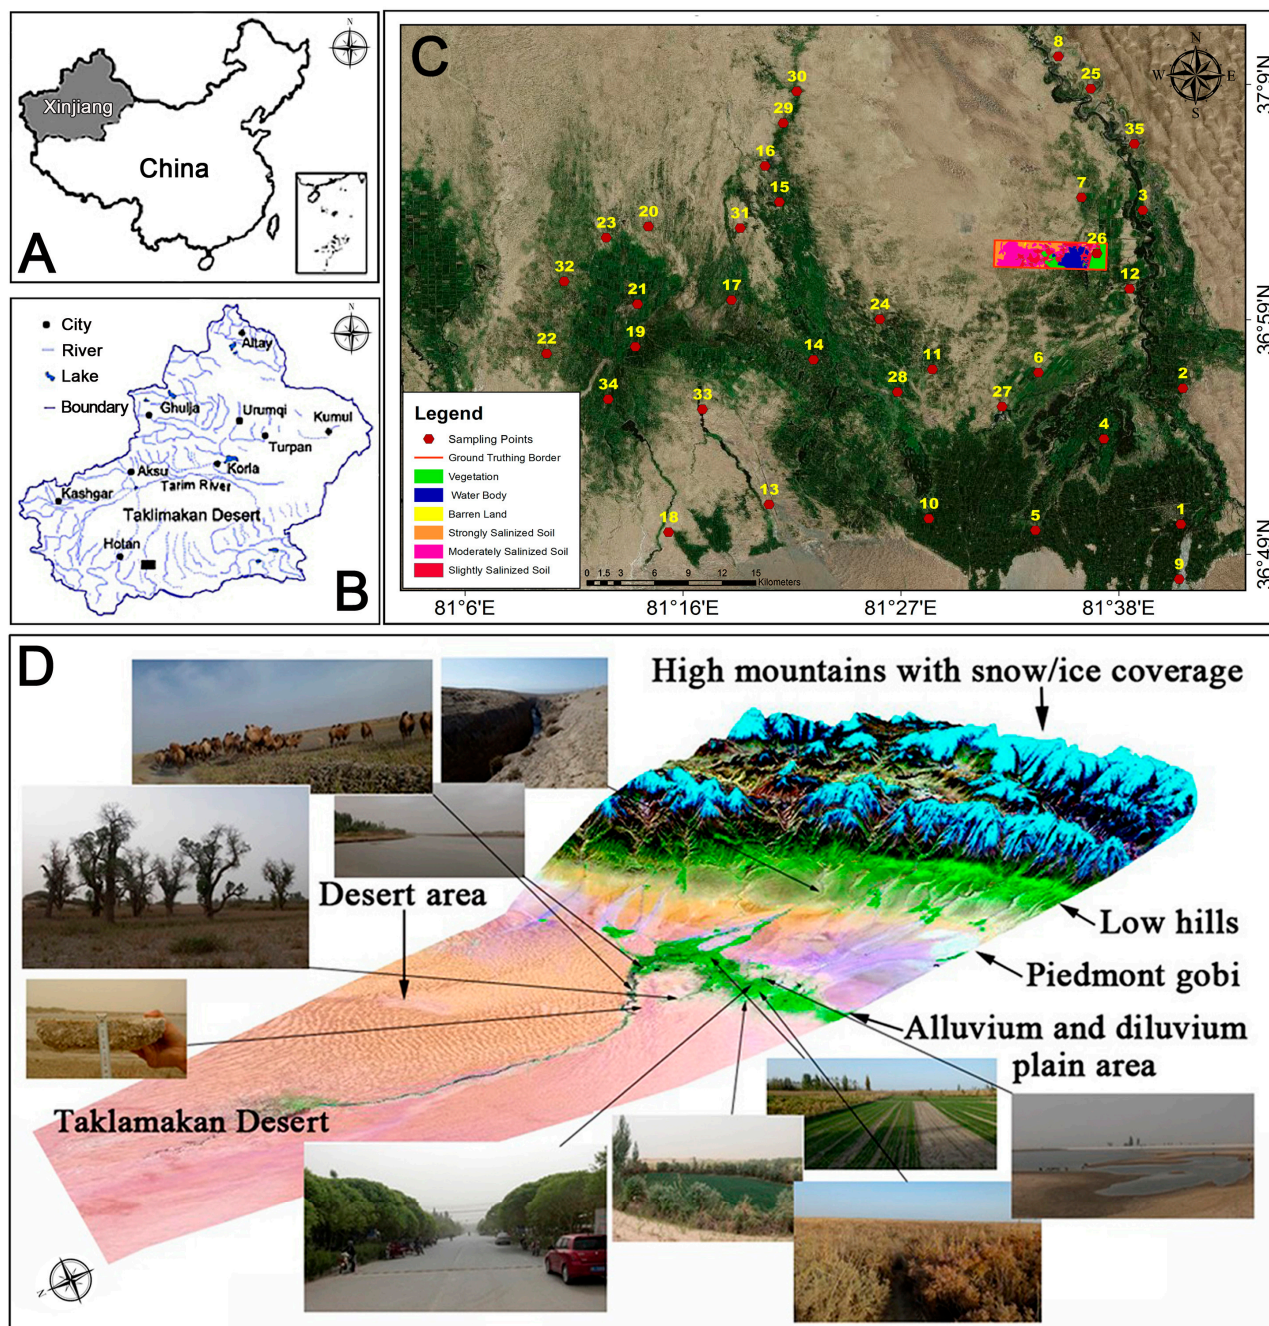 N
Xinjiang
China
A
N
City
River
Lake
Boundary
Altay
Ghulja
Urumqi
Kumul
Turpan
Korla
Aksu
Tarim River
Kashgar
Taklimakan Desert
Hotan
B
C
N
W E
S
8
25
30
29
35
16
15
7
3
20
31
23
26
32
12
21
17
24
19
22
14
11
6
2
28
27
34
33
4
13
10
5
1
18
9
Legend
Sampling Points
Ground Truthing Border
Vegetation
Water Body
Barren Land
Strongly Salinized Soil
Moderately Salinized Soil
Slightly Salinized Soil
0 1.5 3 6 9 12 15
Kilometers
37°9'N
36°59'N
36°49'N
81°6'E 81°16'E 81°27'E 81°38'E
D
High mountains with snow/ice coverage
Desert area
Low hills
Piedmont gobi
Alluvium and diluvium
plain area
Taklamakan Desert
N